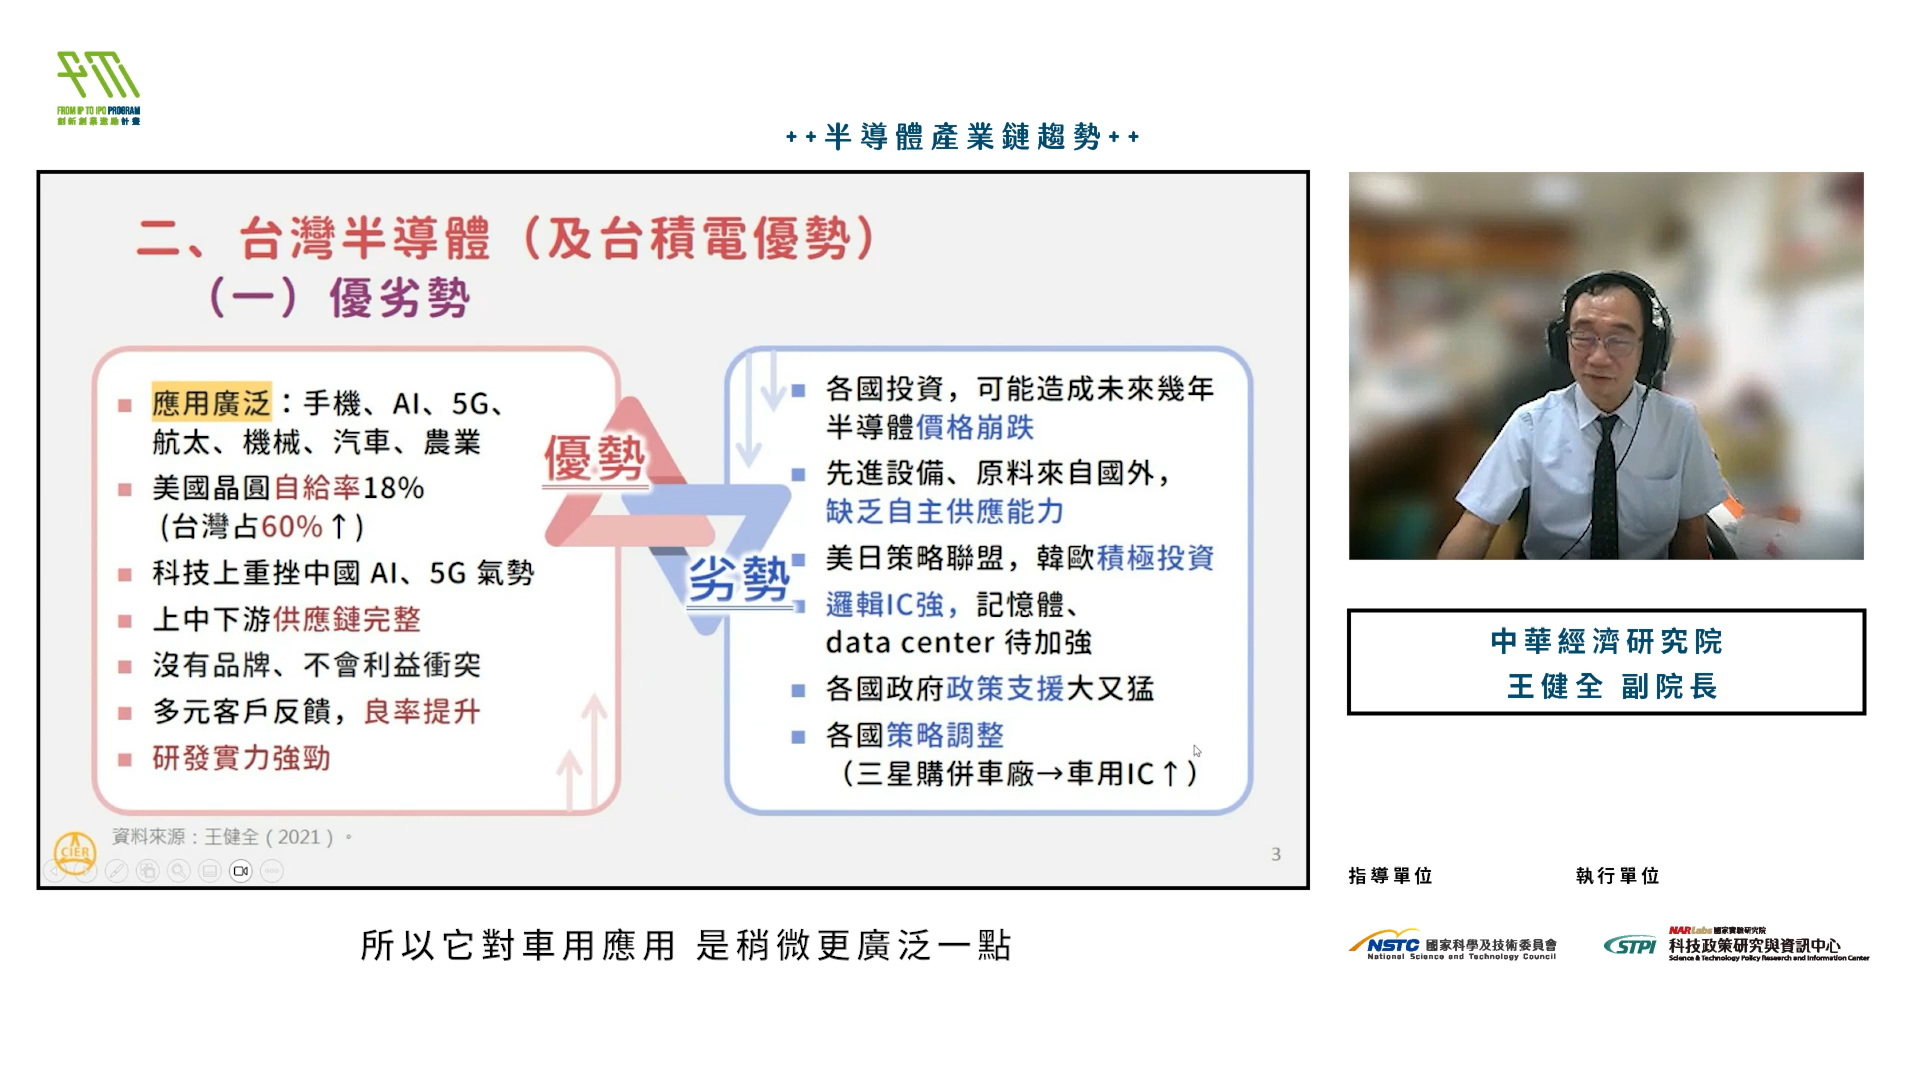 FROM IP TO IPO PROGRAM
創新創業激勵計畫
++半導體產業鏈趨勢++
二、台灣半導體（及台積電優勢）
（一）優劣勢
應用廣泛：手機、AI、5G、
航太、機械、汽車、農業
美國晶圓自給率18%
(台灣占60%↑)
科技上重挫中國 AI、5G 氣勢
上中下游供應鏈完整
沒有品牌、不會利益衝突
多元客戶反饋，良率提升
研發實力強勁
優勢
劣勢
各國投資，可能造成未來幾年
半導體價格崩跌
先進設備、原料來自國外，
缺乏自主供應能力
美日策略聯盟，韓歐積極投資
邏輯IC強，記憶體、
data center 待加強
各國政府政策支援大又猛
各國策略調整
（三星購併車廠→車用IC↑）
資料來源：王健全（2021）。
CIER
3
所以它對車用應用 是稍微更廣泛一點
中華經濟研究院
王健全 副院長
指導單位
執行單位
NSTC 國家科學及技術委員會
National Science and Technology Council
STPI
NARLabs 國家實驗研究院
科技政策研究與資訊中心
Science & Technology Policy Research and Information Center